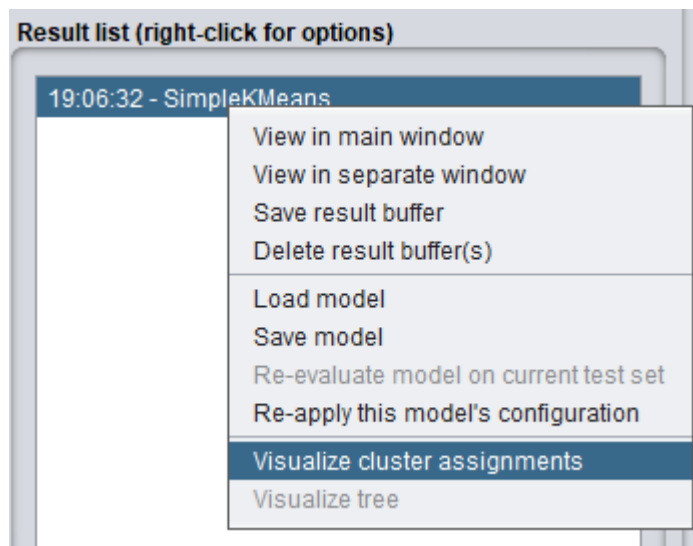 Result list (right-click for options)
19:06:32 - SimpleKMeans
View in main window
View in separate window
Save result buffer
Delete result buffer(s)
Load model
Save model
Re-evaluate model on current test set
Re-apply this model's configuration
Visualize cluster assignments
Visualize tree